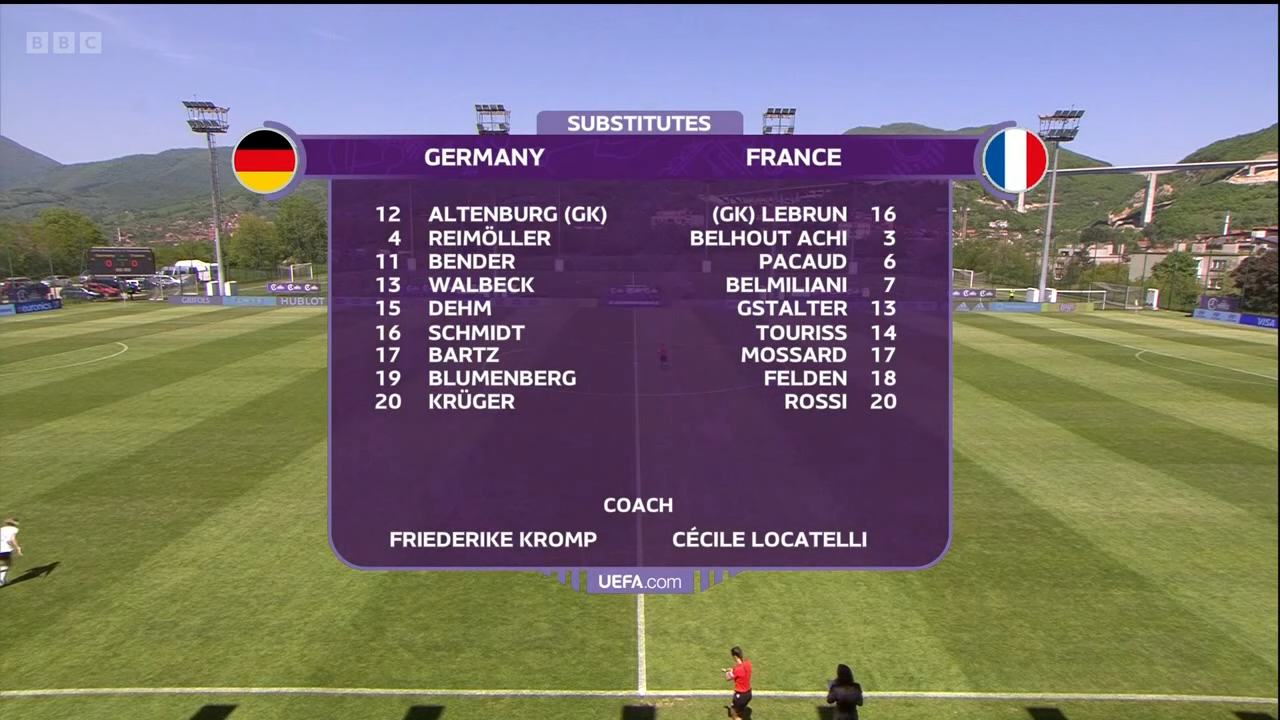 BBC
SUBSTITUTES
GERMANY FRANCE
12 ALTENBURG (GK) (GK) LEBRUN 16
4 REIMÖLLER BELHOUT ACHI 3
11 BENDER PACAUD 6
13 WALBECK BELMILIANI 7
15 DEHM GSTALTER 13
16 SCHMIDT TOURISS 14
17 BARTZ MOSSARD 17
19 BLUMENBERG FELDEN 18
20 KRÜGER ROSSI 20
COACH
FRIEDERIKE KROMP CÉCILE LOCATELLI
UEFA.com
GRIFOLS
HUBLOT
euronics
VISA